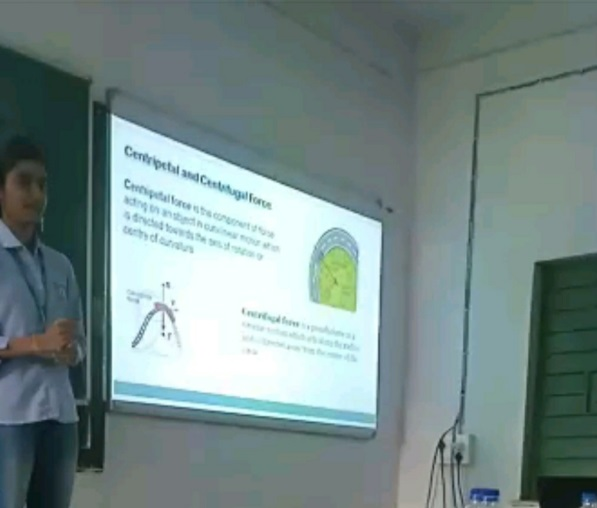 Centripetal and Centrifugal Force
Centripetal force is the component of force
acting on an object in curvilinear motion which
is directed towards the axis of rotation or
centre of curvature
Centrifugal Force is a pseudo force in a
circular motion which acts along the radius
and is directed away from the centre of the
circle